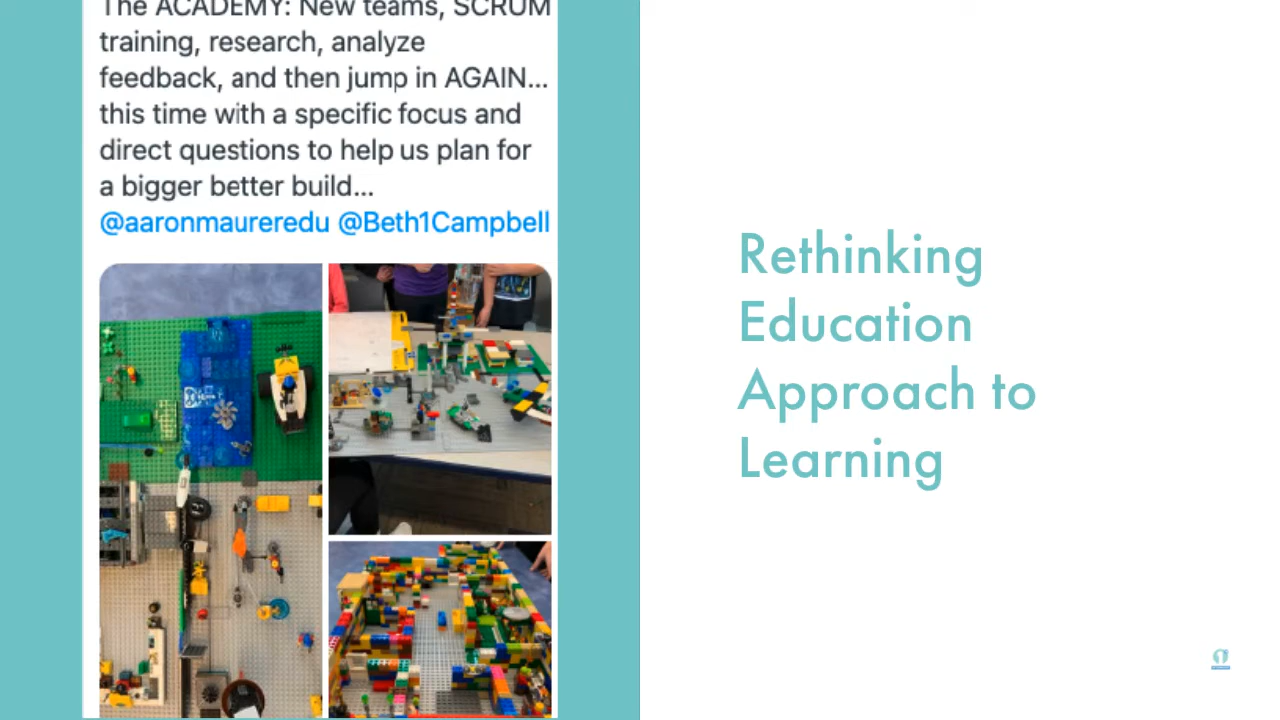 The ACADEMY: New teams, SCRUM
training, research, analyze
feedback, and then jump in AGAIN...
this time with a specific focus and
direct questions to help us plan for
a bigger better build...
@aaronmaureredu @Beth1Campbell
Rethinking
Education
Approach to
Learning